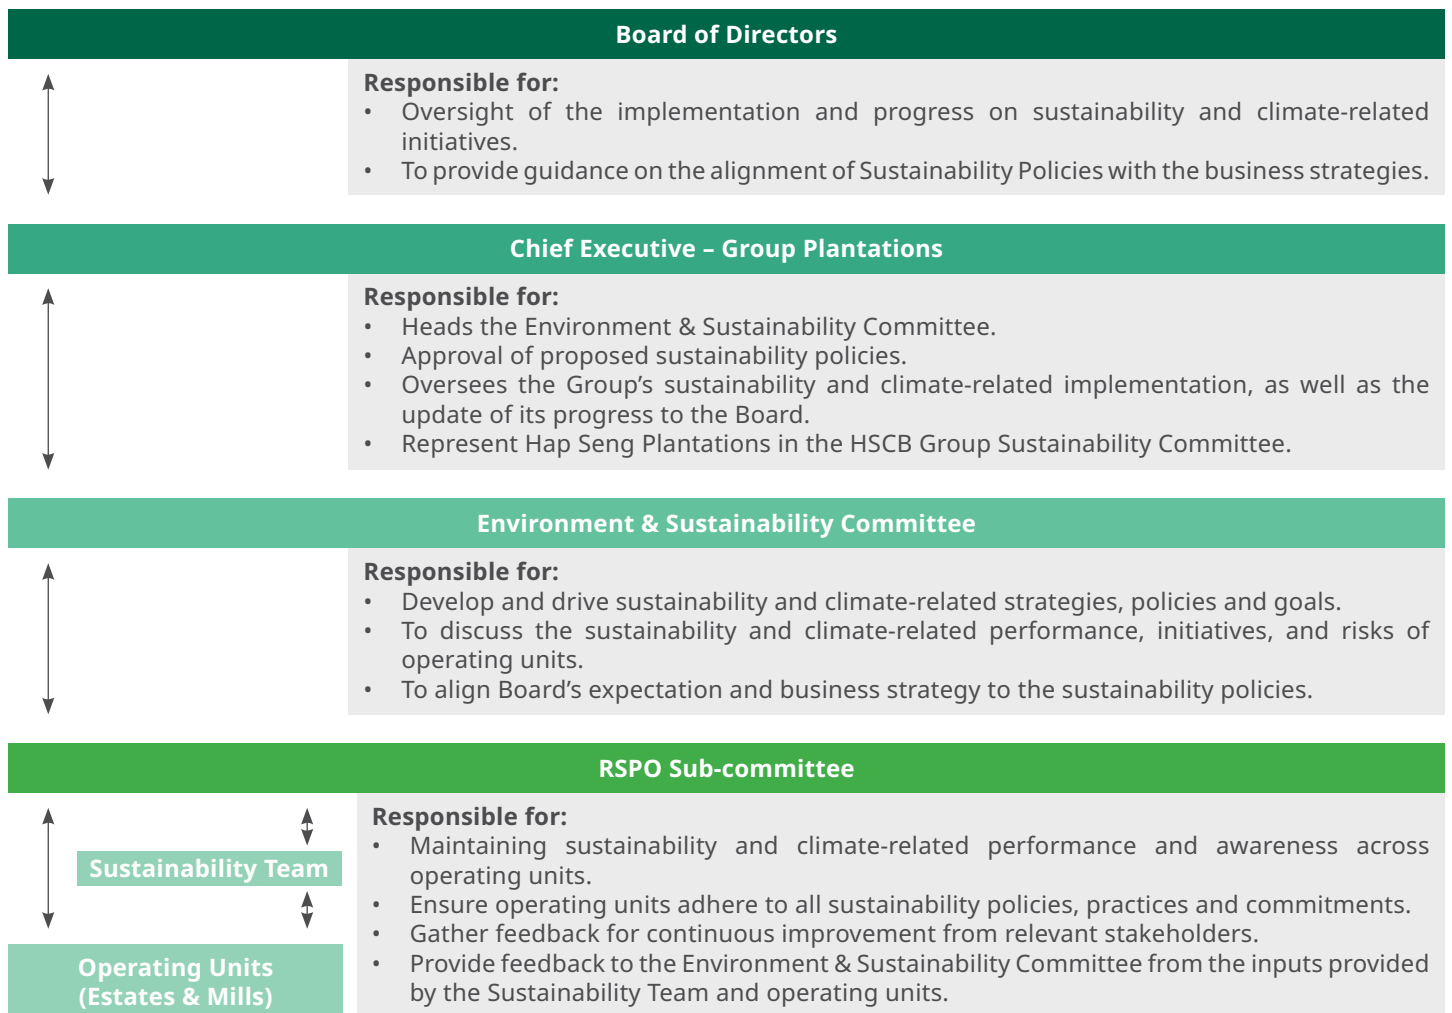 Board of Directors
Responsible for:
• Oversight of the implementation and progress on sustainability and climate-related
initiatives.
• To provide guidance on the alignment of Sustainability Policies with the business strategies.
Chief Executive – Group Plantations
Responsible for:
• Heads the Environment & Sustainability Committee.
• Approval of proposed sustainability policies.
• Oversees the Group’s sustainability and climate-related implementation, as well as the
update of its progress to the Board.
• Represent Hap Seng Plantations in the HSCB Group Sustainability Committee.
Environment & Sustainability Committee
Responsible for:
• Develop and drive sustainability and climate-related strategies, policies and goals.
• To discuss the sustainability and climate-related performance, initiatives, and risks of
operating units.
• To align Board’s expectation and business strategy to the sustainability policies.
RSPO Sub-committee
Sustainability Team
Operating Units
(Estates & Mills)
Responsible for:
• Maintaining sustainability and climate-related performance and awareness across
operating units.
• Ensure operating units adhere to all sustainability policies, practices and commitments.
• Gather feedback for continuous improvement from relevant stakeholders.
• Provide feedback to the Environment & Sustainability Committee from the inputs provided
by the Sustainability Team and operating units.